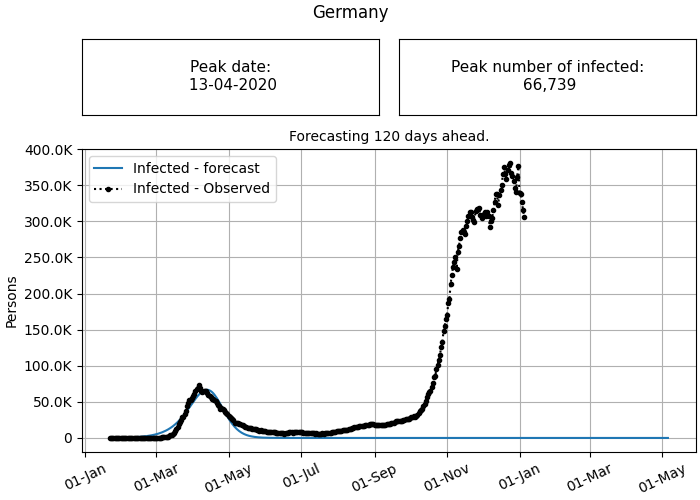 Germany
Peak date:
13-04-2020
Peak number of infected:
66,739
Forecasting 120 days ahead.
Infected - forecast
Infected - Observed
Persons
400.0K
350.0K
300.0K
250.0K
200.0K
150.0K
100.0K
50.0K
0
01-Jan
01-Mar
01-May
01-Jul
01-Sep
01-Nov
01-Jan
01-Mar
01-May